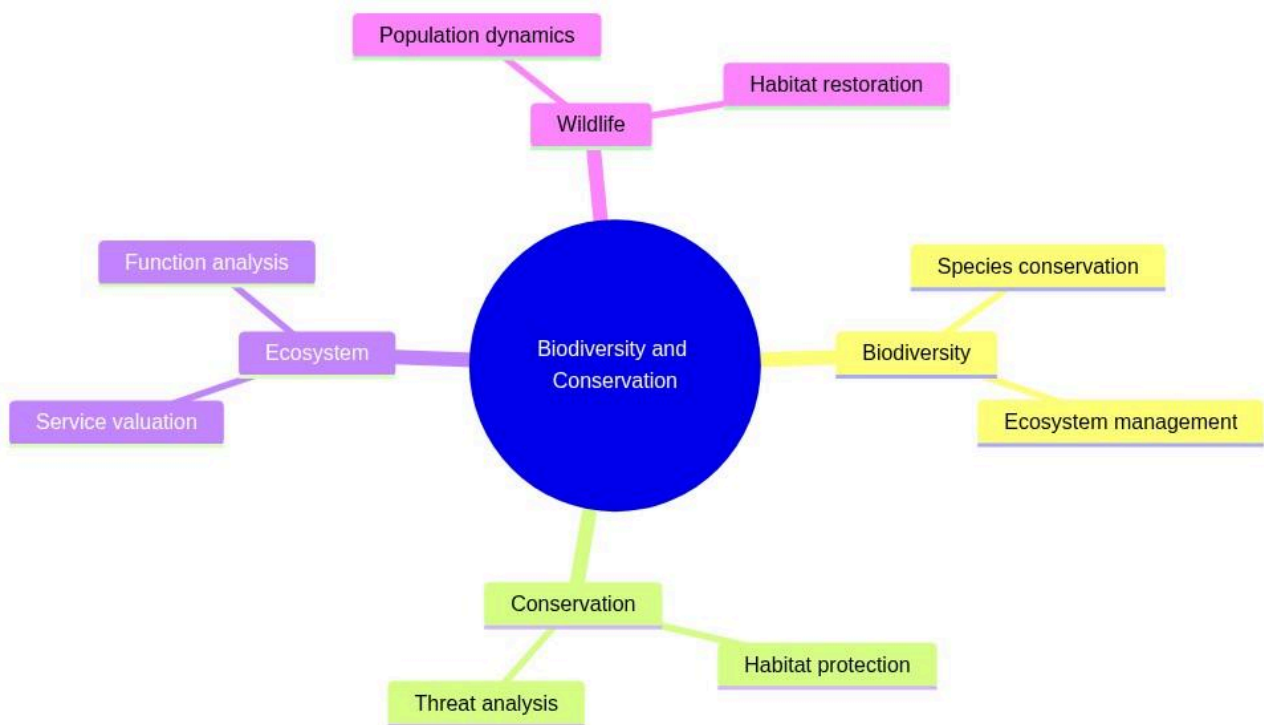 Population dynamics
Habitat restoration
Wildlife
Function analysis
Species conservation
Ecosystem
Biodiversity and
Conservation
Biodiversity
Service valuation
Ecosystem management
Conservation
Habitat protection
Threat analysis